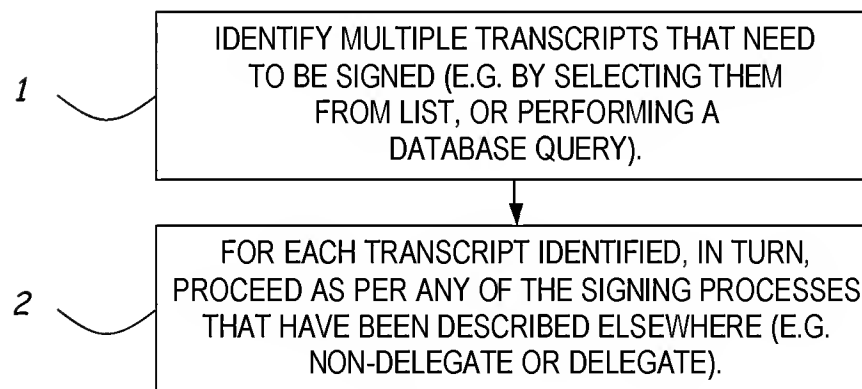 1
IDENTIFY MULTIPLE TRANSCRIPTS THAT NEED
TO BE SIGNED (E.G. BY SELECTING THEM
FROM LIST, OR PERFORMING A
DATABASE QUERY).
2
FOR EACH TRANSCRIPT IDENTIFIED, IN TURN,
PROCEED AS PER ANY OF THE SIGNING PROCESSES
THAT HAVE BEEN DESCRIBED ELSEWHERE (E.G.
NON-DELEGATE OR DELEGATE).